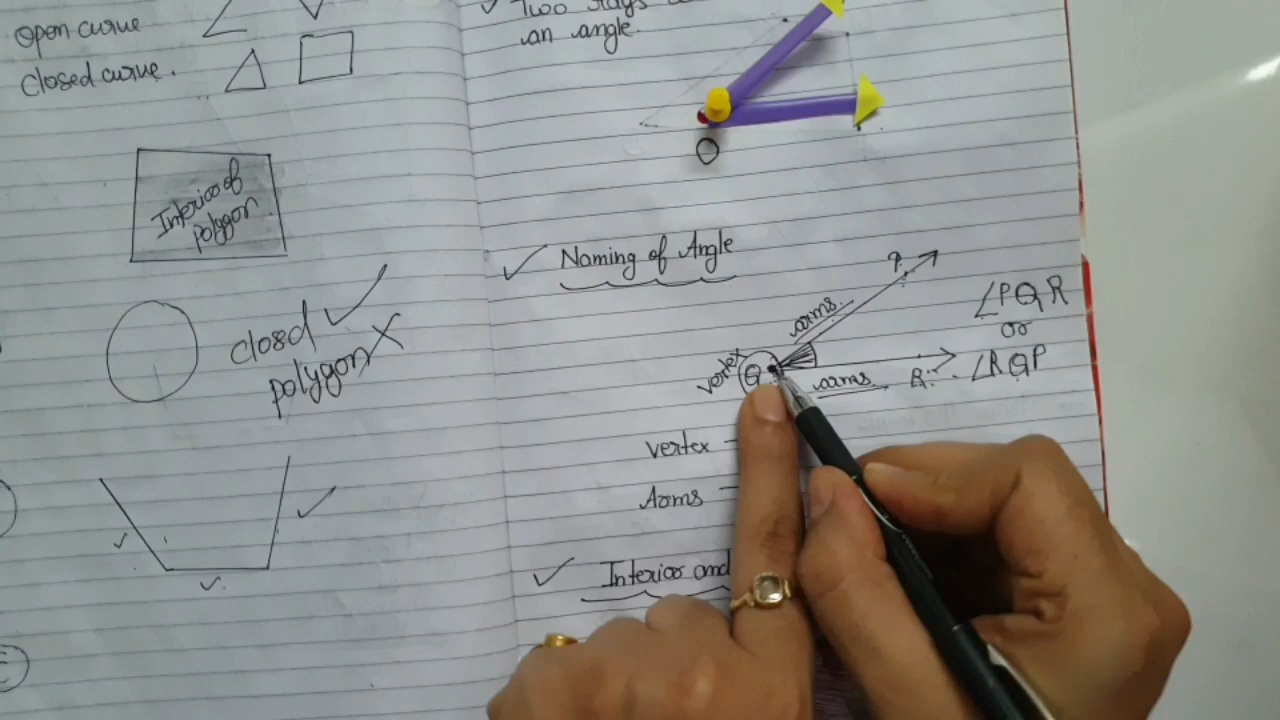 open curve
closed curve.
Interior of
polygon
closed ✓
polygon X
Two rays
an angle.
O
Naming of Angle
P
arms.
vertex
Q
arms
R
∠PQR
or
∠RQP
vertex –
Arms –
Interior and